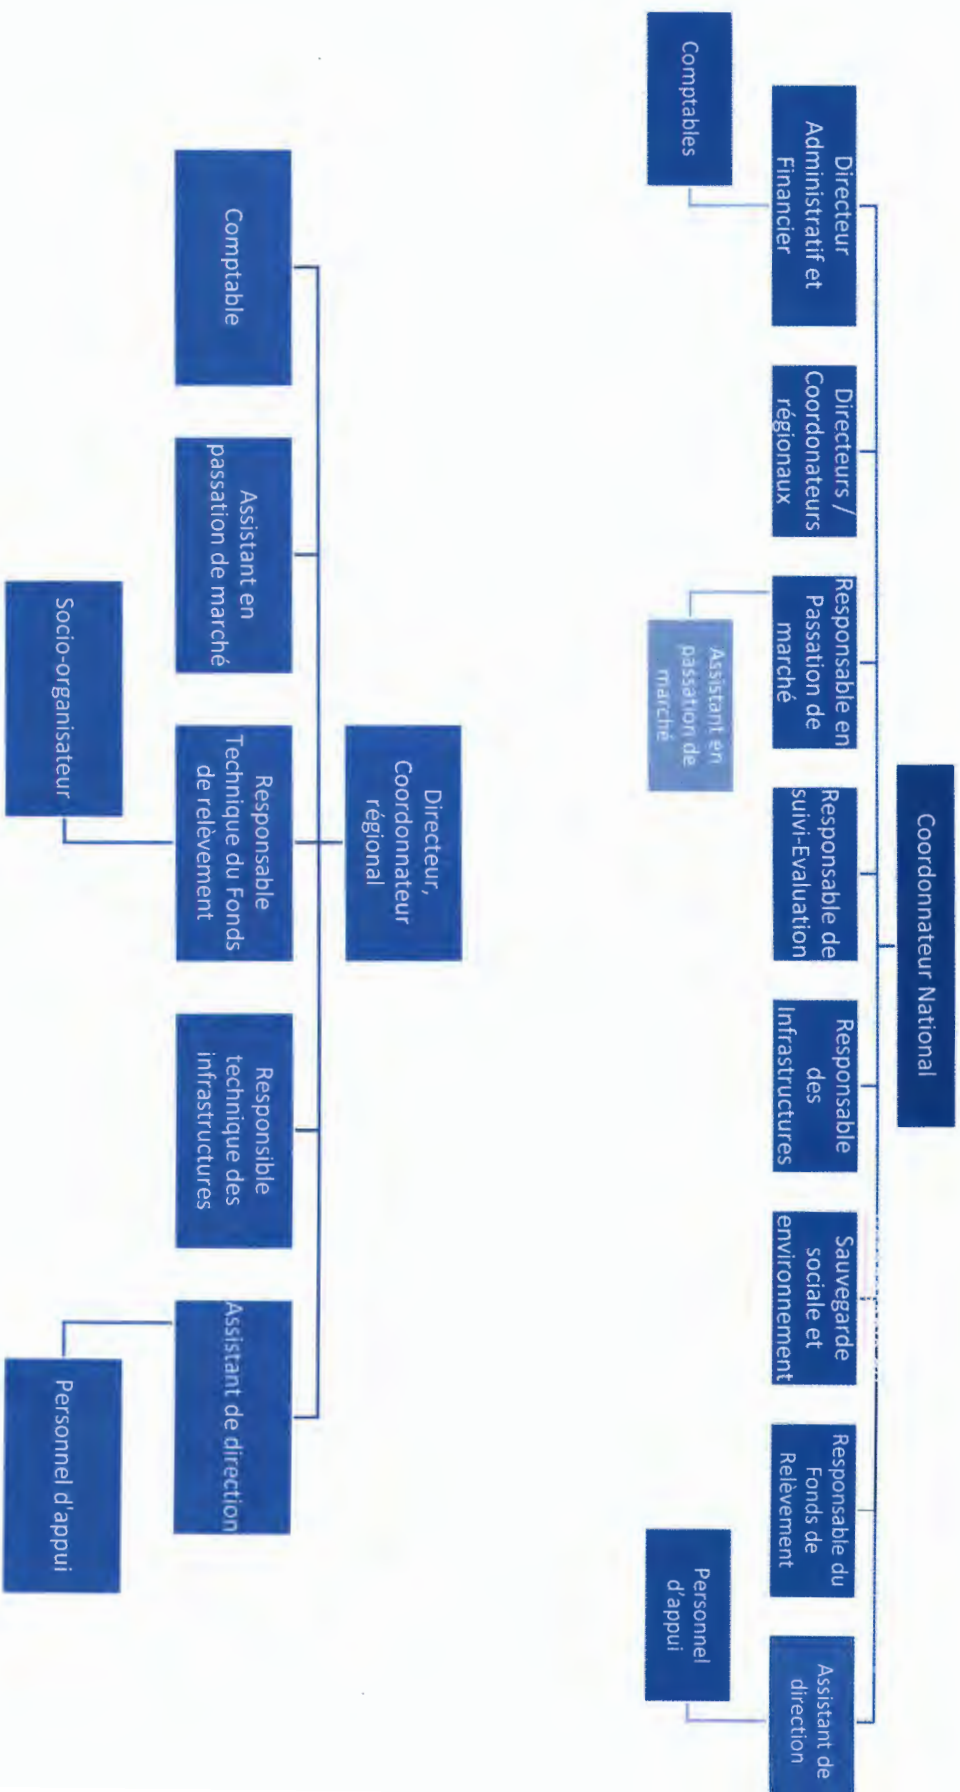 Coordonnateur National
Directeur
Administratif et
Financier
Directeurs /
Coordonateurs
régionaux
Responsable en
Passation de
marché
Responsable de
suivi-Evaluation
Responsable
des
Infrastructures
Sauvegarde
sociale et
environnement
Responsable du
Fonds de
Relèvement
Assistant de
direction
Comptables
Assistant en
passation de
marché
Personnel
d'appui
Directeur,
Coordonnateur
régional
Comptable
Assistant en
passation de marché
Responsable
Technique du Fonds
de relèvement
Responsible
technique des
infrastructures
Assistant de direction
Socio-organisateur
Personnel d'appui